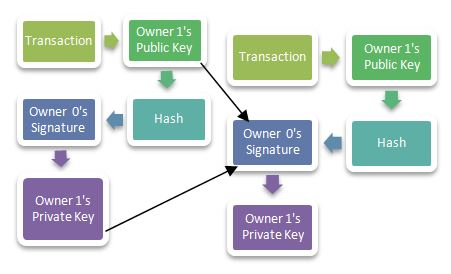 Transaction
Owner 1's
Public Key
Owner 0's
Signature
Hash
Owner 1's
Private Key
Transaction
Owner 1's
Public Key
Owner 0's
Signature
Hash
Owner 1's
Private Key